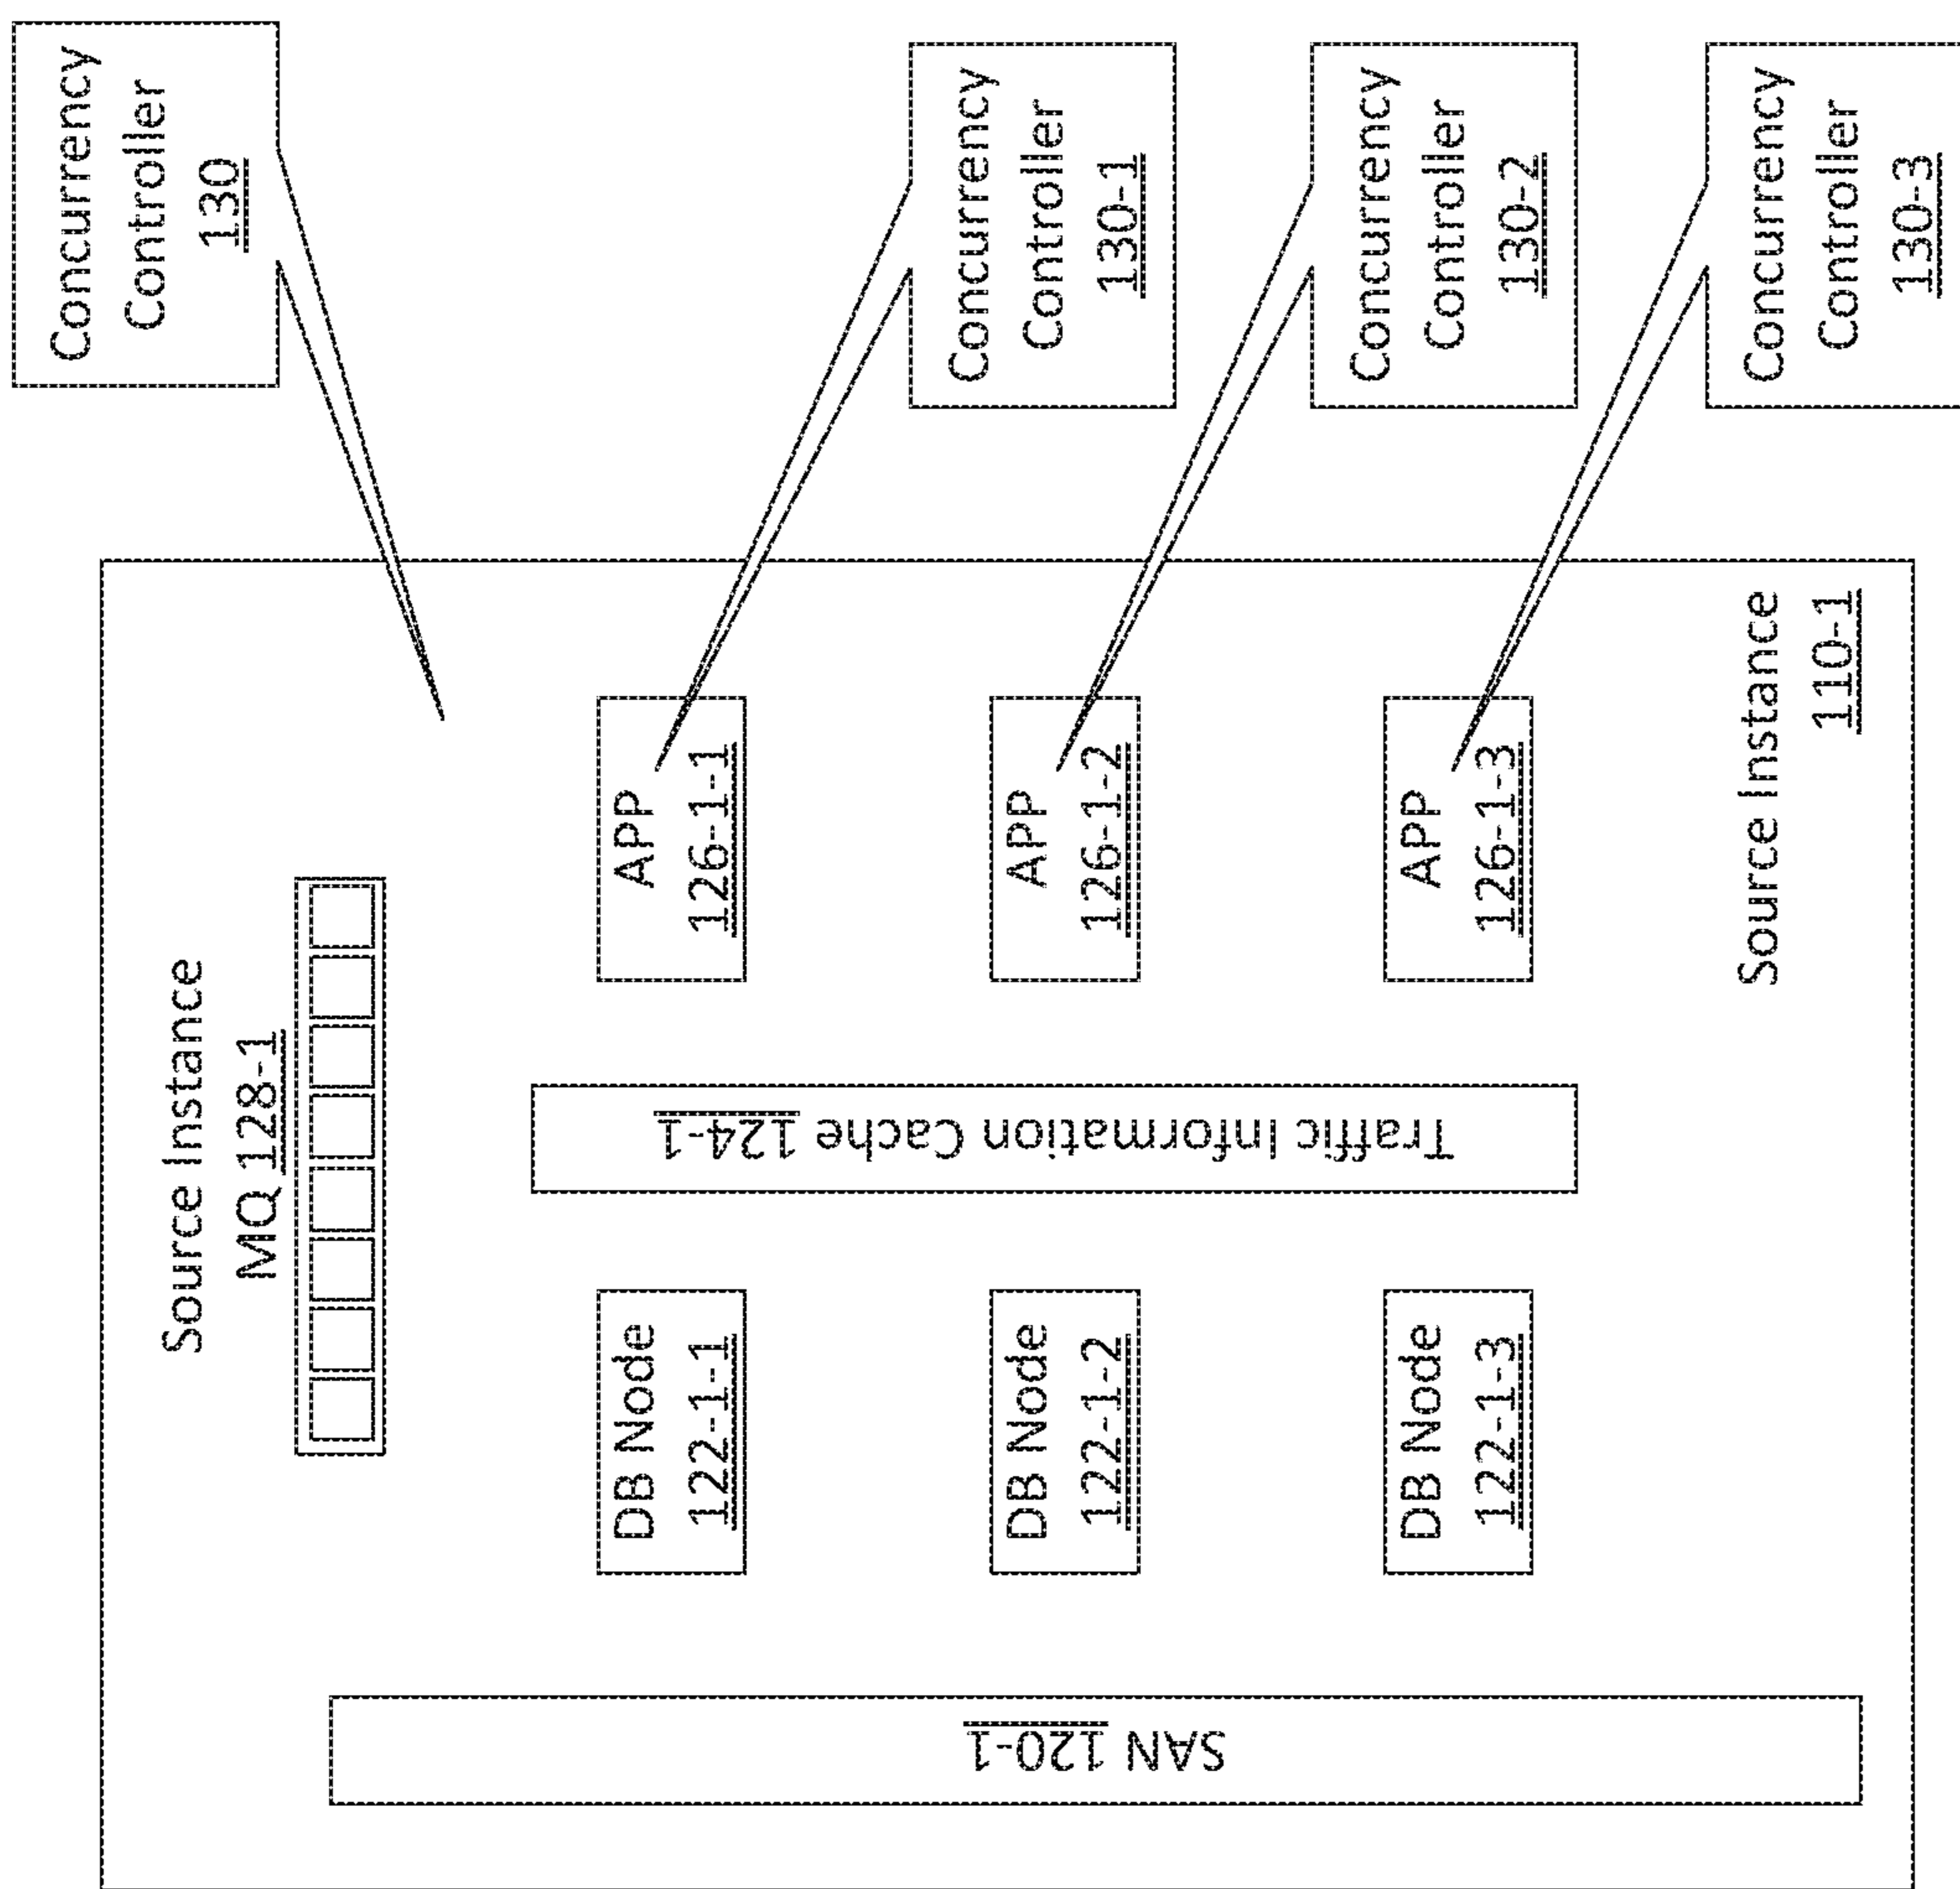 Source Instance
MQ 128-1
SAN 120-1
DB Node
122-1-1
DB Node
122-1-2
DB Node
122-1-3
Traffic Information Cache 124-1
APP
126-1-1
APP
126-1-2
APP
126-1-3
Source Instance
110-1
Concurrency
Controller
130
Concurrency
Controller
130-1
Concurrency
Controller
130-2
Concurrency
Controller
130-3